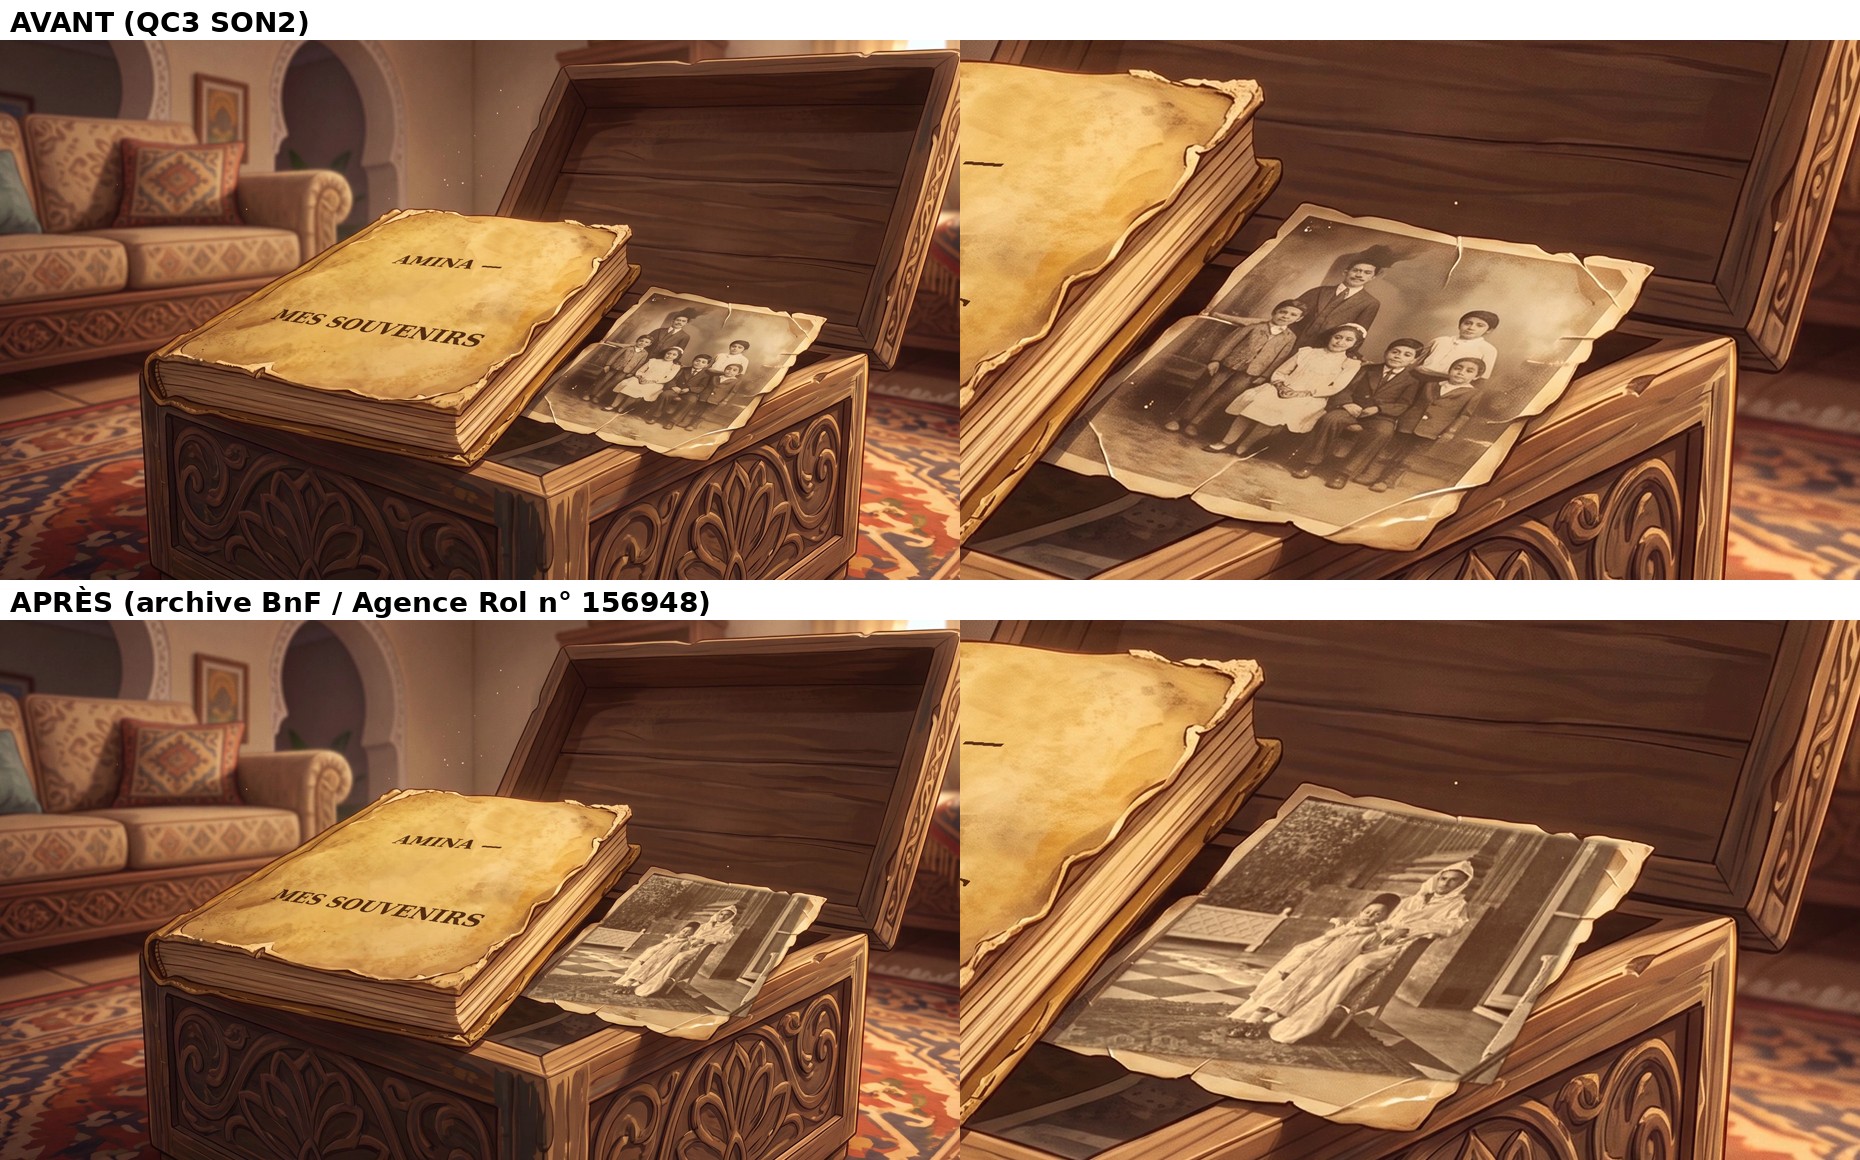 AVANT (QC3 SON2)
AMINA —
MES SOUVENIRS
APRÈS (archive BnF / Agence Rol n° 156948)
AMINA —
MES SOUVENIRS